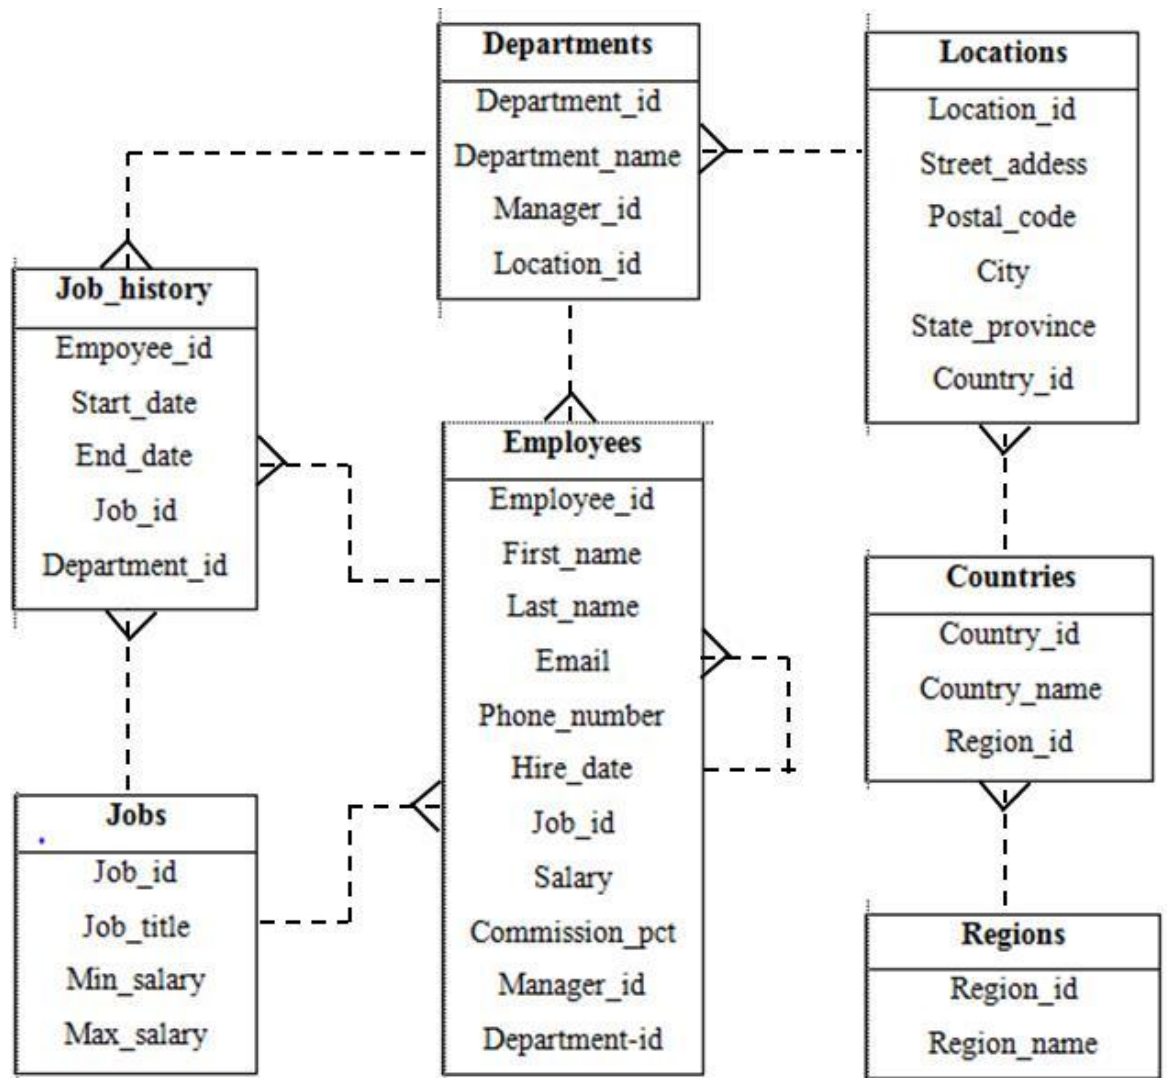 Departments
Department_id
Department_name
Manager_id
Location_id
Locations
Location_id
Street_addess
Postal_code
City
State_province
Country_id
Job_history
Empoyee_id
Start_date
End_date
Job_id
Department_id
Employees
Employee_id
First_name
Last_name
Email
Phone_number
Hire_date
Job_id
Salary
Commission_pct
Manager_id
Department-id
Countries
Country_id
Country_name
Region_id
Jobs
Job_id
Job_title
Min_salary
Max_salary
Regions
Region_id
Region_name